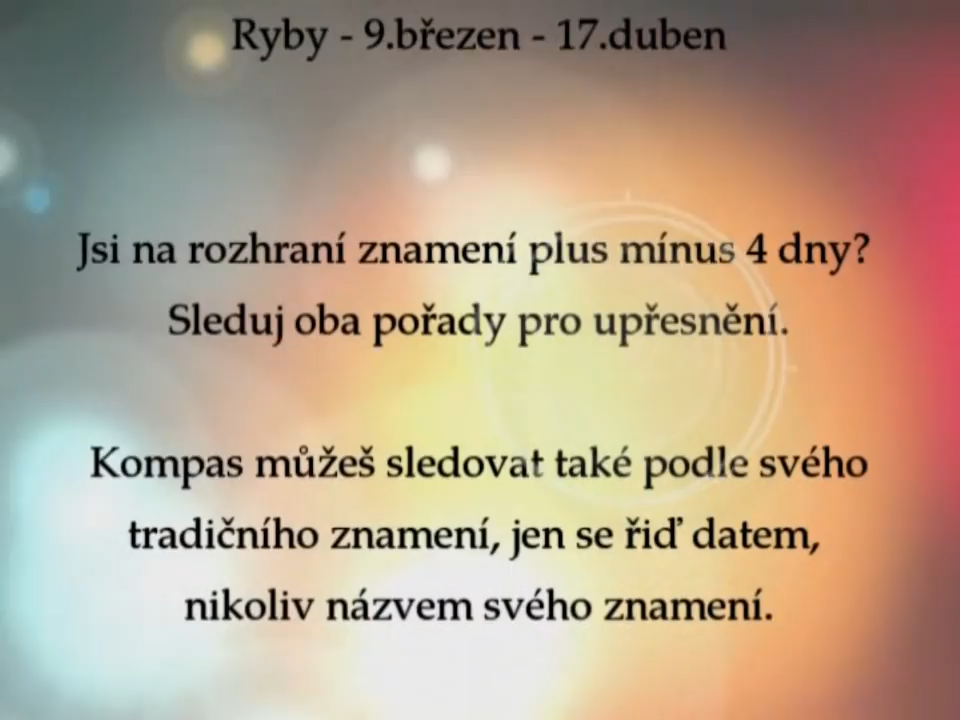 Ryby - 9.březen - 17.duben
Jsi na rozhraní znamení plus mínus 4 dny?
Sleduj oba pořady pro upřesnění.
Kompas můžeš sledovat také podle svého
tradičního znamení, jen se řiď datem,
nikoliv názvem svého znamení.